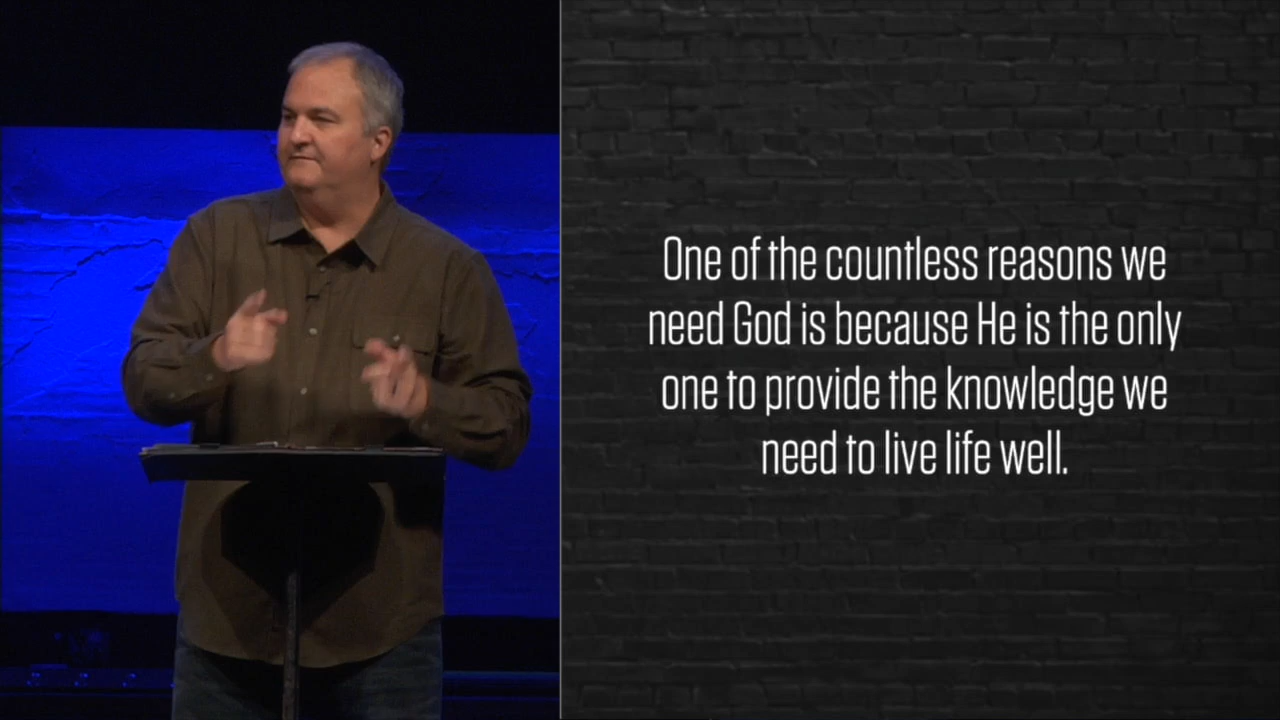 One of the countless reasons we
need God is because He is the only
one to provide the knowledge we
need to live life well.